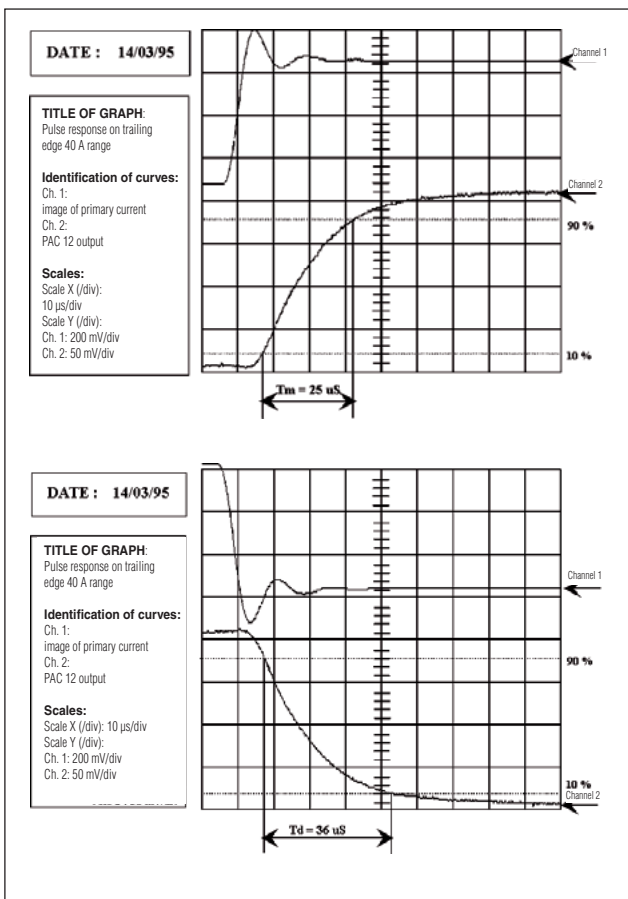 DATE : 14/03/95
TITLE OF GRAPH:
Pulse response on trailing
edge 40 A range
Identification of curves:
Ch. 1:
image of primary current
Ch. 2:
PAC 12 output
Scales:
Scale X (/div):
10 µs/div
Scale Y (/div):
Ch. 1: 200 mV/div
Ch. 2: 50 mV/div
Channel 1
Channel 2
90 %
10 %
Tm = 25 uS
DATE : 14/03/95
TITLE OF GRAPH:
Pulse response on trailing
edge 40 A range
Identification of curves:
Ch. 1:
image of primary current
Ch. 2:
PAC 12 output
Scales:
Scale X (/div): 10 µs/div
Scale Y (/div):
Ch. 1: 200 mV/div
Ch. 2: 50 mV/div
Channel 1
90 %
10 %
Channel 2
Td = 36 uS